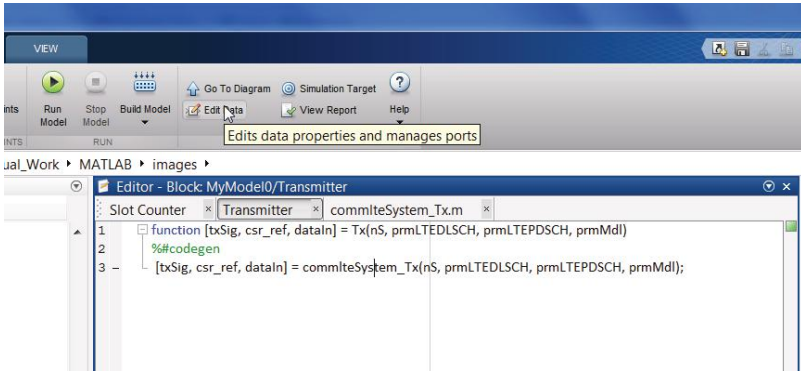 VIEW
ints
Run Model
Stop Model
Build Model
Go To Diagram
Simulation Target
Edit Data
View Report
Help
INTS
RUN
Edits data properties and manages ports
ual_Work ▸ MATLAB ▸ images ▸
Editor - Block: MyModel0/Transmitter
Slot Counter × Transmitter × commlteSystem_Tx.m ×
1 function [txSig, csr_ref, dataIn] = Tx(nS, prmLTEDLSCH, prmLTEPDSCH, prmMdl)
2 %#codegen
3 – [txSig, csr_ref, dataIn] = commlteSystem_Tx(nS, prmLTEDLSCH, prmLTEPDSCH, prmMdl);